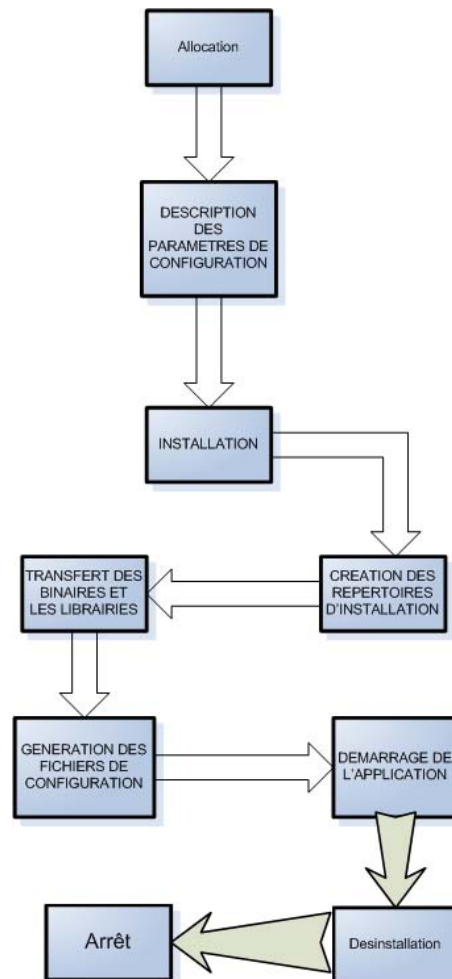 Allocation
DESCRIPTION
DES
PARAMETRES DE
CONFIGURATION
INSTALLATION
CREATION DES
REPERTOIRES
D'INSTALLATION
TRANSFERT DES
BINAIRES ET
LES LIBRAIRIES
GENERATION DES
FICHIERS DE
CONFIGURATION
DEMARRAGE DE
L'APPLICATION
Desinstallation
Arrêt